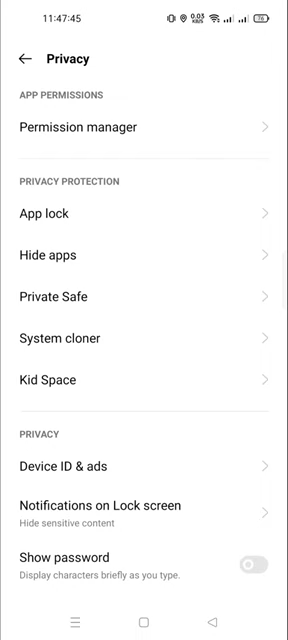 11:47:45
0.03
KB/S
76
Privacy
APP PERMISSIONS
Permission manager
PRIVACY PROTECTION
App lock
Hide apps
Private Safe
System cloner
Kid Space
PRIVACY
Device ID & ads
Notifications on Lock screen
Hide sensitive content
Show password
Display characters briefly as you type.